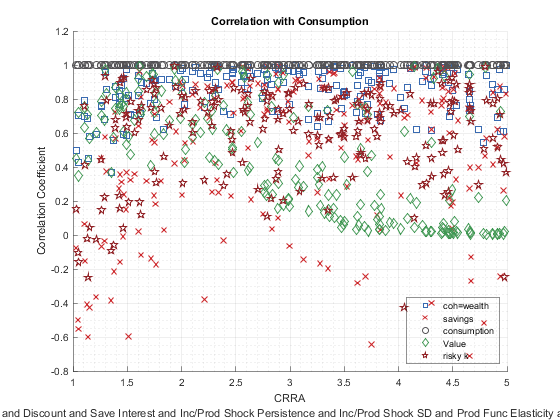 Correlation with Consumption
1.2
1
0.8
0.6
0.4
0.2
0
-0.2
-0.4
-0.6
-0.8
Correlation Coefficient
1
1.5
2
2.5
3
3.5
4
4.5
5
CRRA
coh=wealth
savings
consumption
Value
risky k
and Discount and Save Interest and Inc/Prod Shock Persistence and Inc/Prod Shock SD and Prod Func Elasticity a